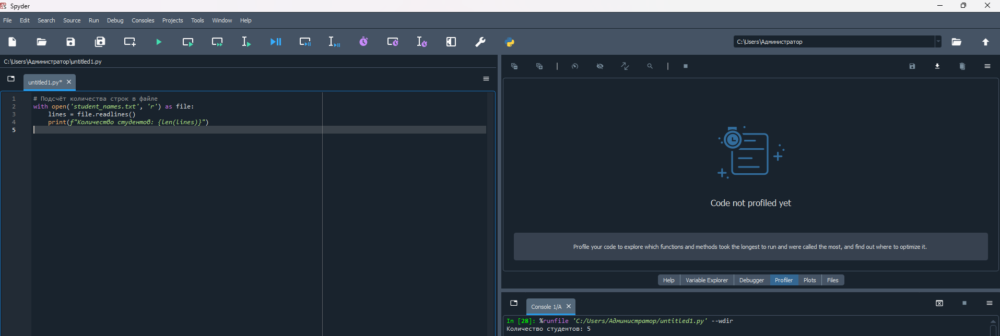 Spyder
File Edit Search Source Run Debug Consoles Projects Tools Window Help
C:\Users\Администратор
C:\Users\Администратор\untitled1.py
untitled1.py*
1 # Подсчёт количества строк в файле
2 with open('student_names.txt', 'r') as file:
3 lines = file.readlines()
4 print(f"Количество студентов: {len(lines)}")
5
Code not profiled yet
Profile your code to explore which functions and methods took the longest to run and were called the most, and find out where to optimize it.
Help Variable Explorer Debugger Profiler Plots Files
Console 1/A
In [28]: %runfile 'C:/Users/Администратор/untitled1.py' --wdir
Количество студентов: 5